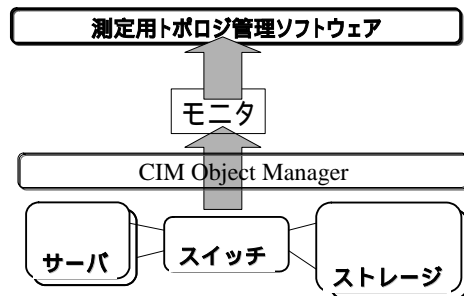 測定用トポロジ管理ソフトウェア
モニタ
CIM Object Manager
サーバ
スイッチ
ストレージ